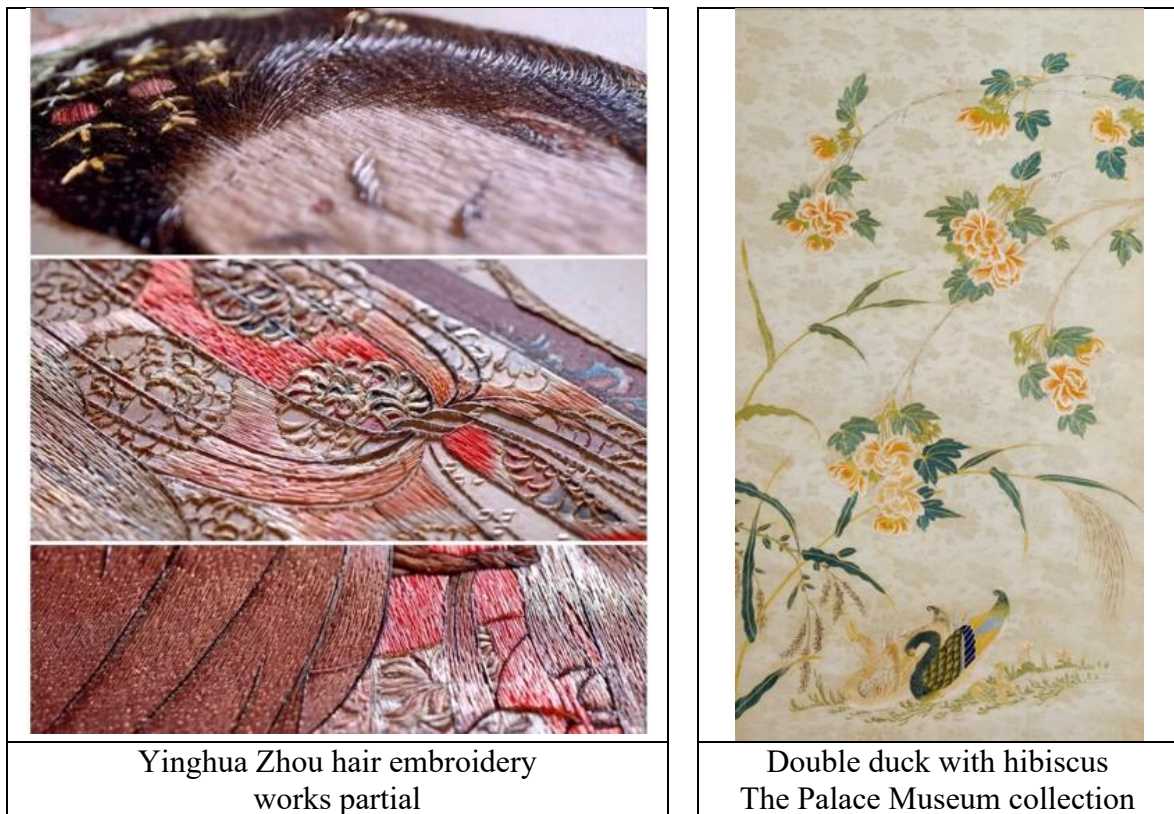 Yinghua Zhou hair embroidery
works partial
Double duck with hibiscus
The Palace Museum collection